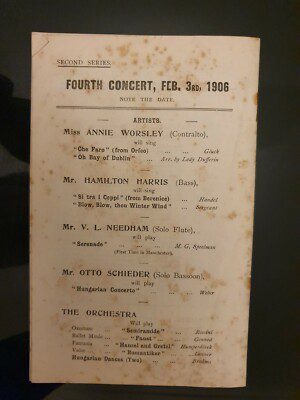 SECOND SERIES.
FOURTH CONCERT, FEB. 3RD, 1906
NOTE THE DATE.
ARTISTS.
Miss ANNIE WORSLEY (Contralto),
will sing
"Che Faro" (from Orfeo) ... ... Gluck
"Oh Bay of Dublin" ... Arr. by Lady Dufferin
Mr. HAMILTON HARRIS (Bass),
will sing
"Si tra i Ceppi" (from Berenice) ... Handel
"Blow, Blow, thou Winter Wind" ... Sergeant
Mr. V. L. NEEDHAM (Solo Flute),
will play
"Serenade" ... ... ... M. G. Speelman
(First Time in Manchester).
Mr. OTTO SCHIEDER (Solo Bassoon),
will play
"Hungarian Concerto" ... ... Weber
THE ORCHESTRA
Will play
Overture "Semiramide" ... Rossini
Ballet Music ... "Faust" ... Gounod
Fantasia "Hansel and Gretel" Humperdinck
Valse ... "Romantiker" ... Lanner
Hungarian Dances (Two) ... Brahms